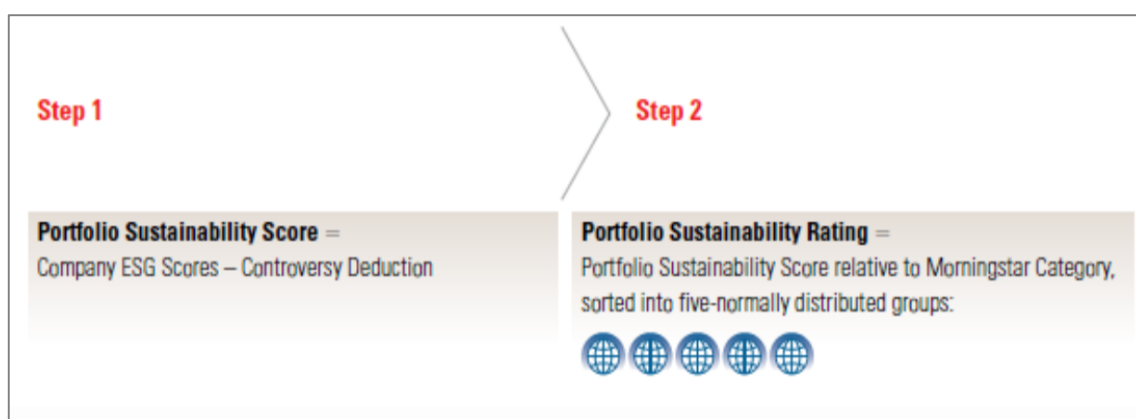 Step 1
Step 2
Portfolio Sustainability Score =
Company ESG Scores – Controversy Deduction
Portfolio Sustainability Rating =
Portfolio Sustainability Score relative to Morningstar Category,
sorted into five-normally distributed groups: